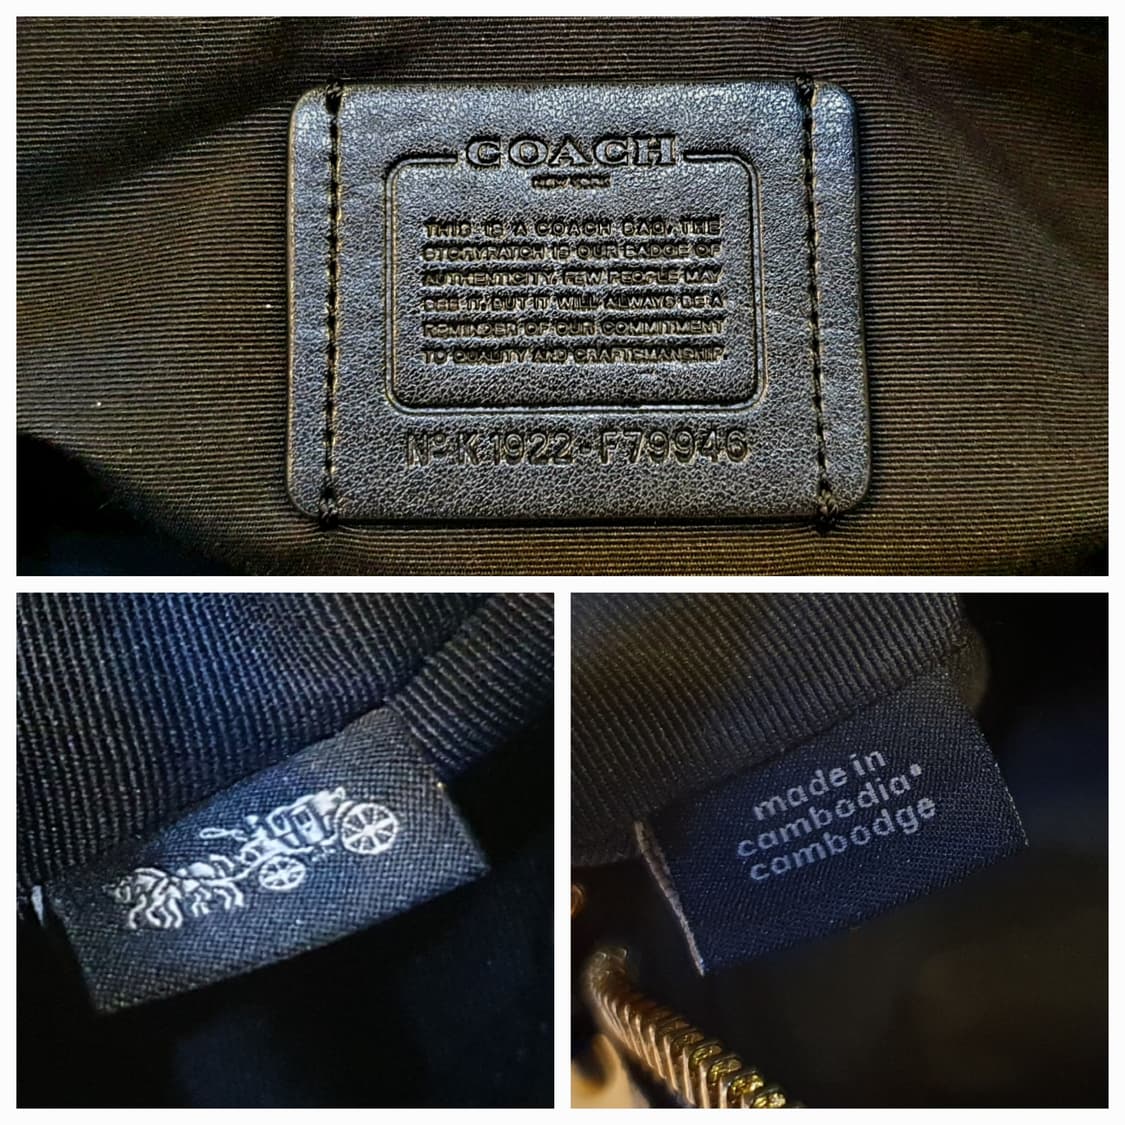 COACH
NEW YORK
THIS IS A COACH BAG, THE
STORYPATCH IS OUR BADGE OF
AUTHENTICITY. FEW PEOPLE MAY
SEE IT, BUT IT WILL ALWAYS BE A
REMINDER OF OUR COMMITMENT
TO QUALITY AND CRAFTSMANSHIP.
Nº K1922-F79946
made in
cambodia•
cambodge